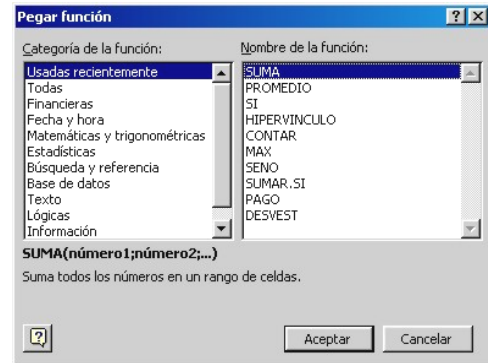 Pegar función
Categoría de la función:
Usadas recientemente
Todas
Financieras
Fecha y hora
Matemáticas y trigonométricas
Estadísticas
Búsqueda y referencia
Base de datos
Texto
Lógicas
Información
Nombre de la función:
SUMA
PROMEDIO
SI
HIPERVINCULO
CONTAR
MAX
SENO
SUMAR.SI
PAGO
DESVEST
SUMA(número1;número2;...)
Suma todos los números en un rango de celdas.
Aceptar
Cancelar